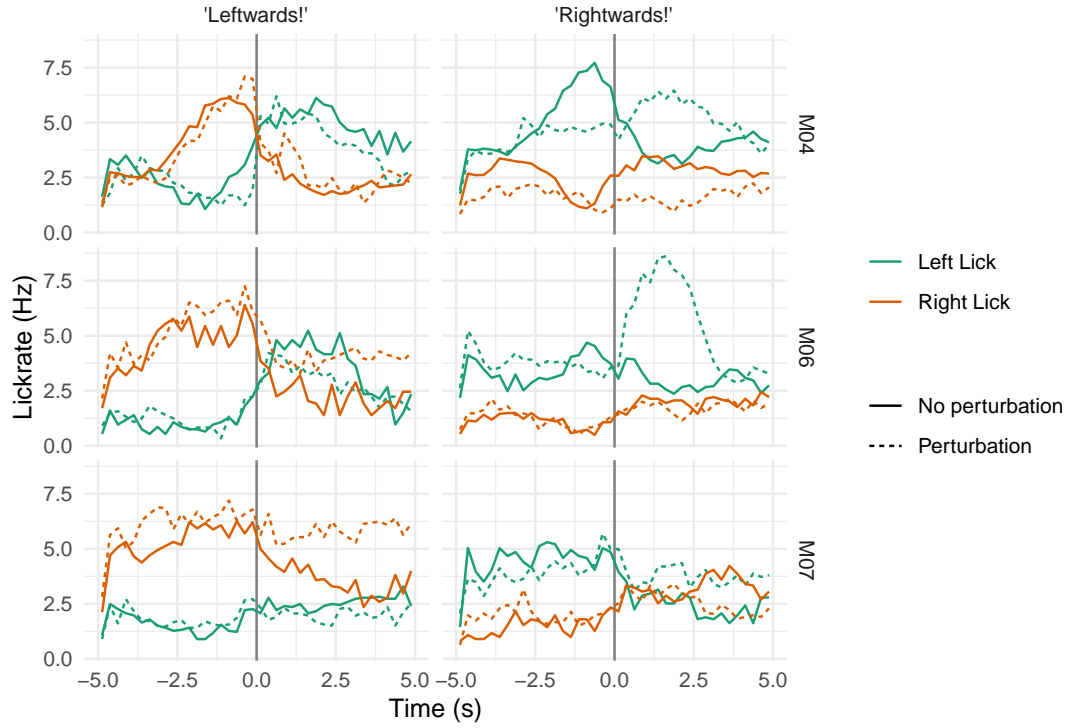 'Leftwards!' 'Rightwards!'
7.5
5.0
2.5
0.0
M04
7.5
5.0
2.5
0.0
M06
7.5
5.0
2.5
0.0
M07
−5.0 −2.5 0.0 2.5 5.0 −5.0 −2.5 0.0 2.5 5.0
Time (s)
Lickrate (Hz)
Left Lick
Right Lick
No perturbation
Perturbation